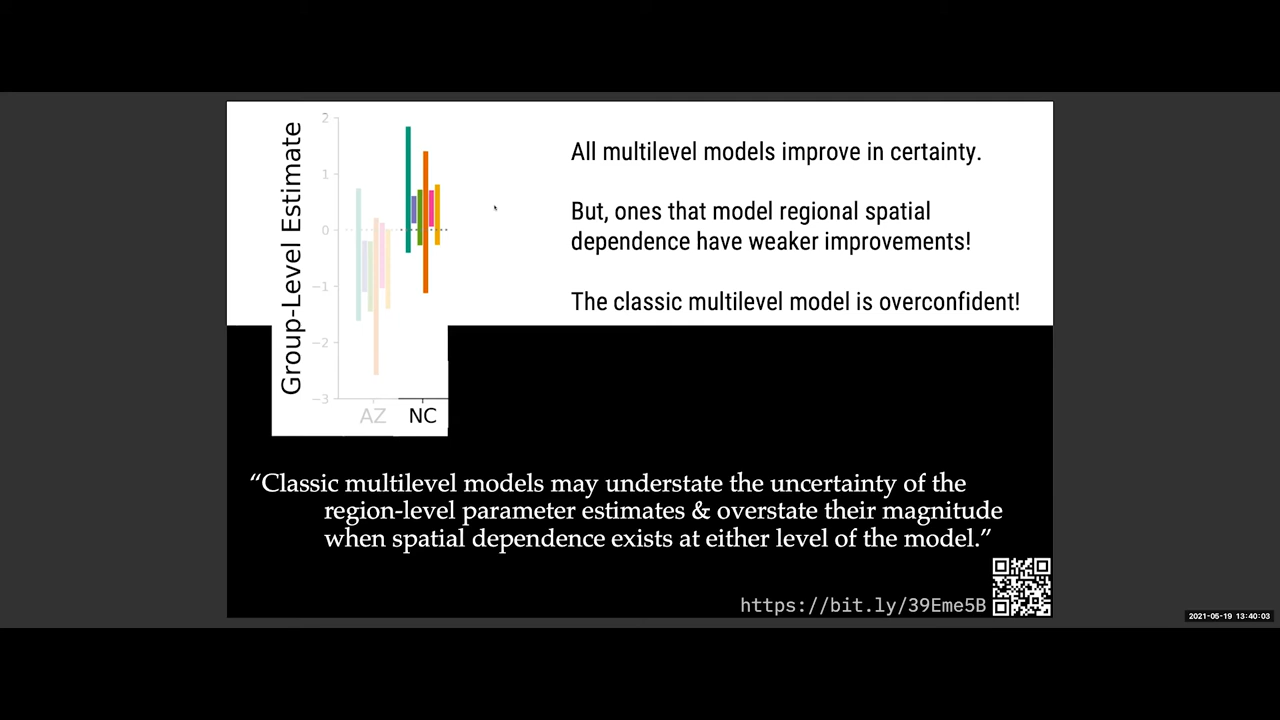 Group-Level Estimate
2
1
0
−1
−2
−3
AZ
NC
All multilevel models improve in certainty.
But, ones that model regional spatial
dependence have weaker improvements!
The classic multilevel model is overconfident!
“Classic multilevel models may understate the uncertainty of the
region-level parameter estimates & overstate their magnitude
when spatial dependence exists at either level of the model.”
https://bit.ly/39Eme5B
2021-05-19 13:40:03